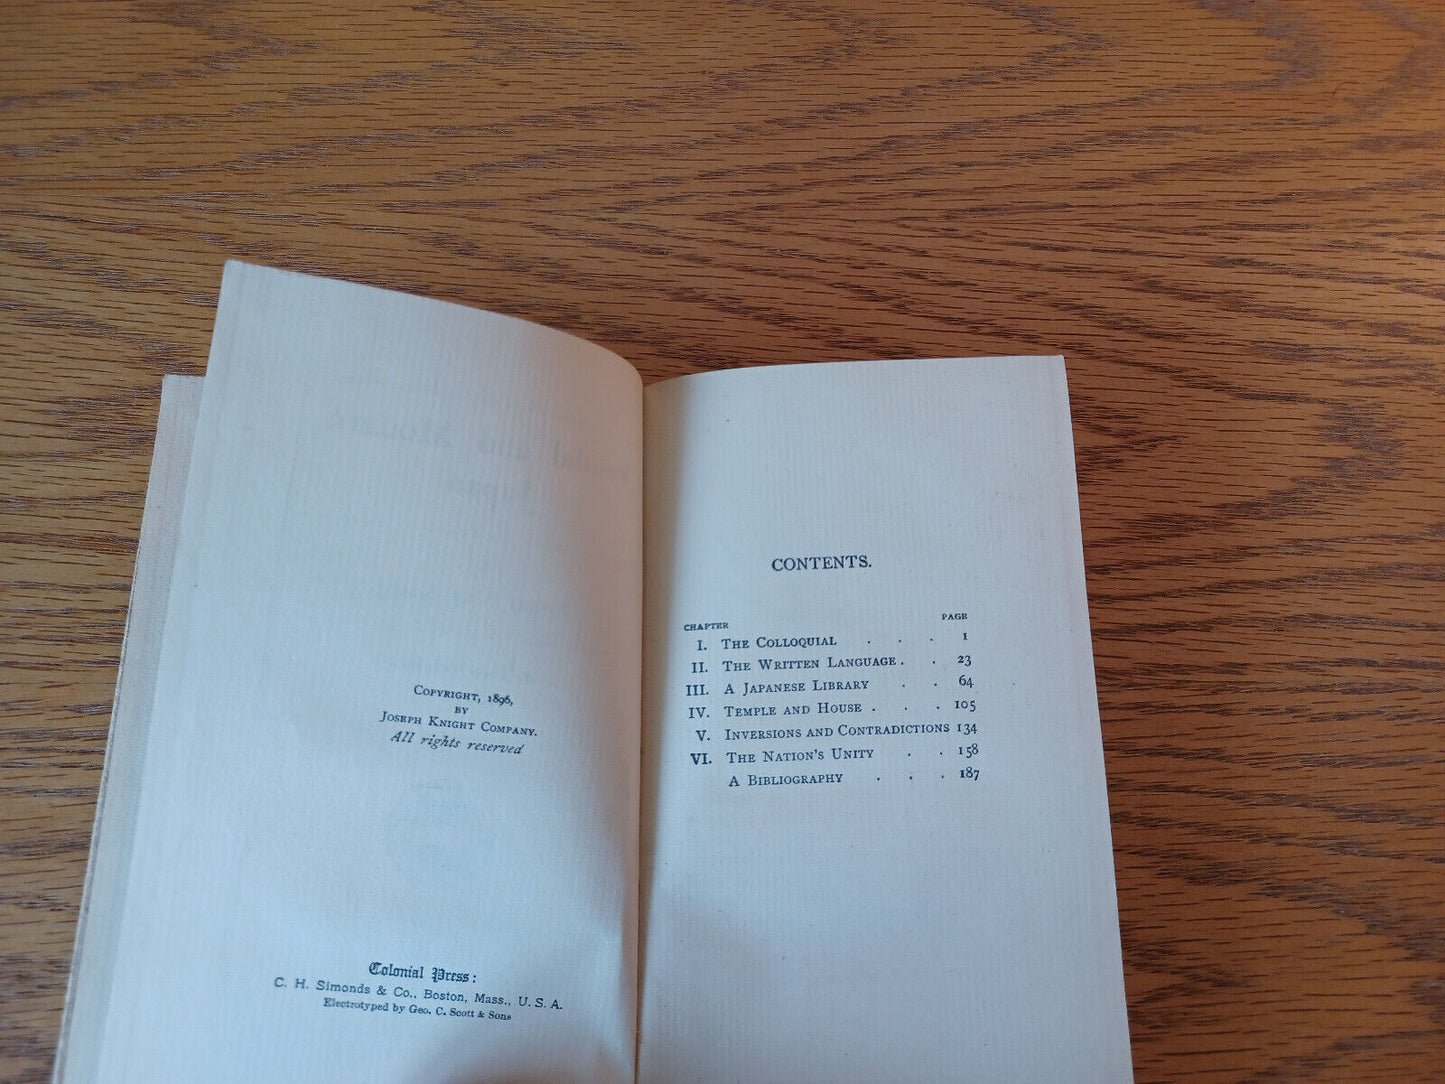 COPYRIGHT, 1896,
BY
JOSEPH KNIGHT COMPANY.
All rights reserved
Colonial Press:
C. H. Simonds & Co., Boston, Mass., U. S. A.
Electrotyped by Geo. C. Scott & Sons
CONTENTS.
CHAPTER PAGE
I. THE COLLOQUIAL . . . 1
II. THE WRITTEN LANGUAGE . . 23
III. A JAPANESE LIBRARY . . 64
IV. TEMPLE AND HOUSE . . . 105
V. INVERSIONS AND CONTRADICTIONS 134
VI. THE NATION'S UNITY . . 158
A BIBLIOGRAPHY . . . 187